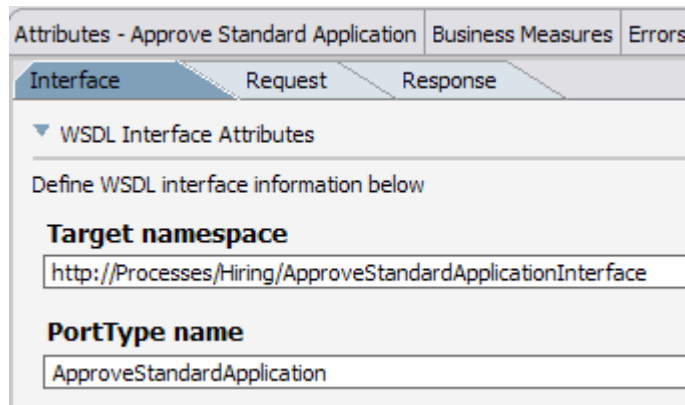 Attributes - Approve Standard Application Business Measures Errors
Interface Request Response
WSDL Interface Attributes
Define WSDL interface information below
Target namespace
http://Processes/Hiring/ApproveStandardApplicationInterface
PortType name
ApproveStandardApplication